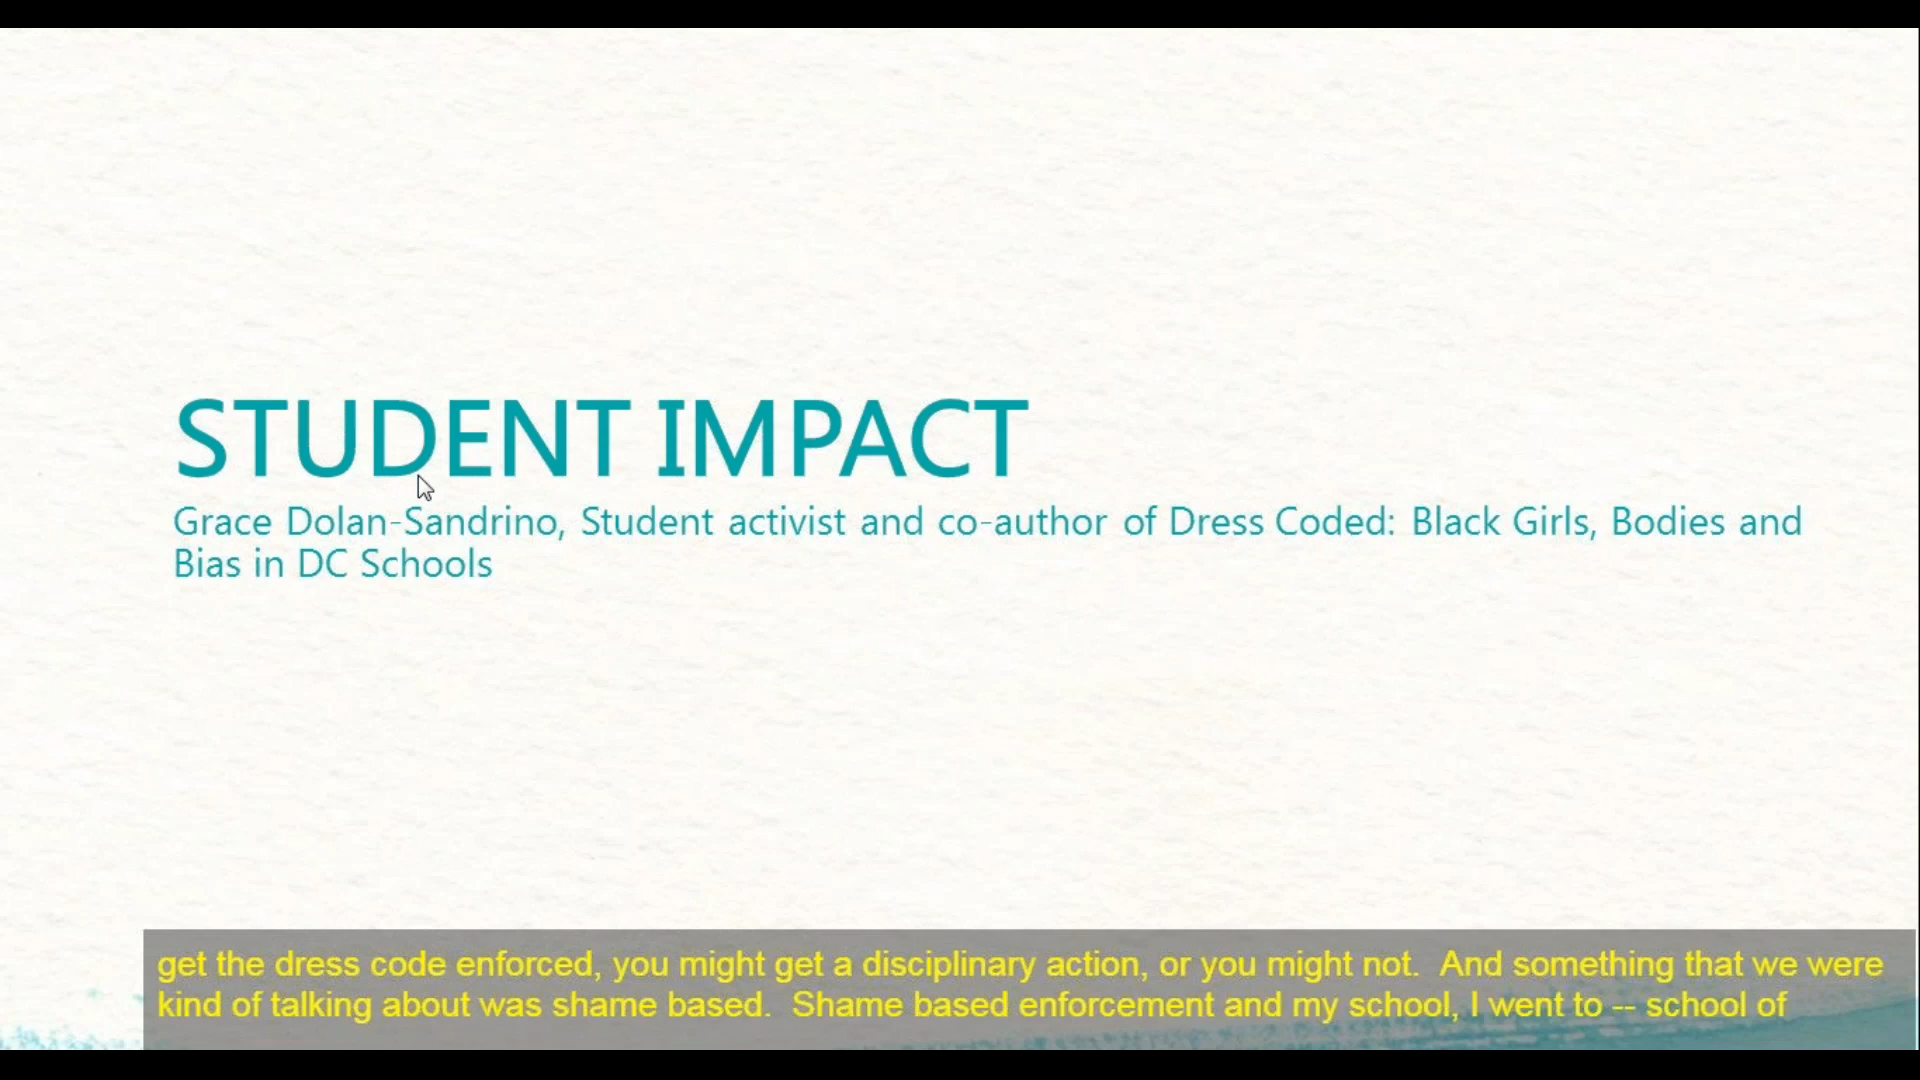 STUDENT IMPACT
Grace Dolan-Sandrino, Student activist and co-author of Dress Coded: Black Girls, Bodies and
Bias in DC Schools
get the dress code enforced, you might get a disciplinary action, or you might not.  And something that we were
kind of talking about was shame based.  Shame based enforcement and my school, I went to -- school of